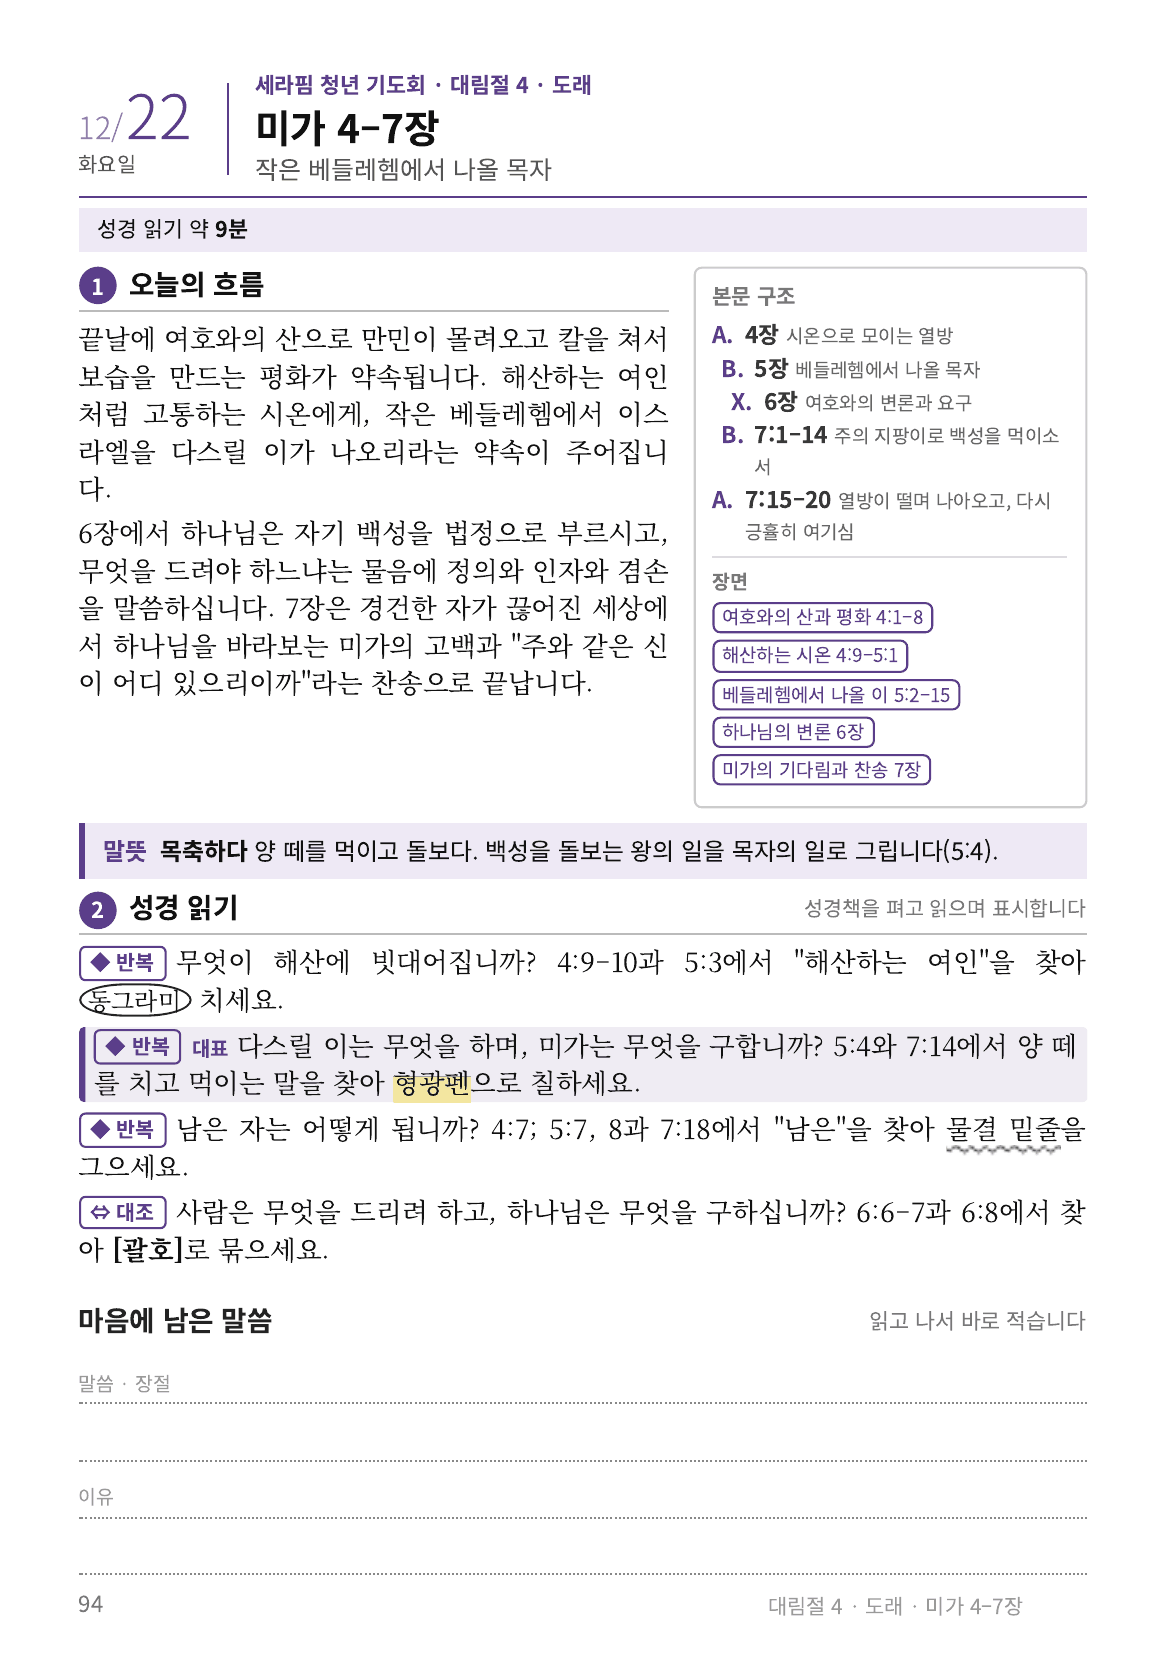 12/22
화요일
세라핌 청년 기도회 · 대림절 4 · 도래
미가 4–7장
작은 베들레헴에서 나올 목자
성경 읽기 약 9분
1 오늘의 흐름
끝날에 여호와의 산으로 만민이 몰려오고 칼을 쳐서
보습을 만드는 평화가 약속됩니다. 해산하는 여인
처럼 고통하는 시온에게, 작은 베들레헴에서 이스
라엘을 다스릴 이가 나오리라는 약속이 주어집니
다.
6장에서 하나님은 자기 백성을 법정으로 부르시고,
무엇을 드려야 하느냐는 물음에 정의와 인자와 겸손
을 말씀하십니다. 7장은 경건한 자가 끊어진 세상에
서 하나님을 바라보는 미가의 고백과 "주와 같은 신
이 어디 있으리이까"라는 찬송으로 끝납니다.
본문 구조
A. 4장 시온으로 모이는 열방
B. 5장 베들레헴에서 나올 목자
X. 6장 여호와의 변론과 요구
B. 7:1–14 주의 지팡이로 백성을 먹이소
서
A. 7:15–20 열방이 떨며 나아오고, 다시
긍휼히 여기심
장면
여호와의 산과 평화 4:1–8
해산하는 시온 4:9–5:1
베들레헴에서 나올 이 5:2–15
하나님의 변론 6장
미가의 기다림과 찬송 7장
말뜻 목축하다 양 떼를 먹이고 돌보다. 백성을 돌보는 왕의 일을 목자의 일로 그립니다(5:4).
2 성경 읽기
성경책을 펴고 읽으며 표시합니다
◆ 반복 무엇이 해산에 빗대어집니까? 4:9–10과 5:3에서 "해산하는 여인"을 찾아
동그라미 치세요.
◆ 반복 대표 다스릴 이는 무엇을 하며, 미가는 무엇을 구합니까? 5:4와 7:14에서 양 떼
를 치고 먹이는 말을 찾아 형광펜으로 칠하세요.
◆ 반복 남은 자는 어떻게 됩니까? 4:7; 5:7, 8과 7:18에서 "남은"을 찾아 물결 밑줄을
그으세요.
⇔ 대조 사람은 무엇을 드리려 하고, 하나님은 무엇을 구하십니까? 6:6–7과 6:8에서 찾
아 [괄호]로 묶으세요.
마음에 남은 말씀
읽고 나서 바로 적습니다
말씀 · 장절
이유
94
대림절 4 · 도래 · 미가 4–7장